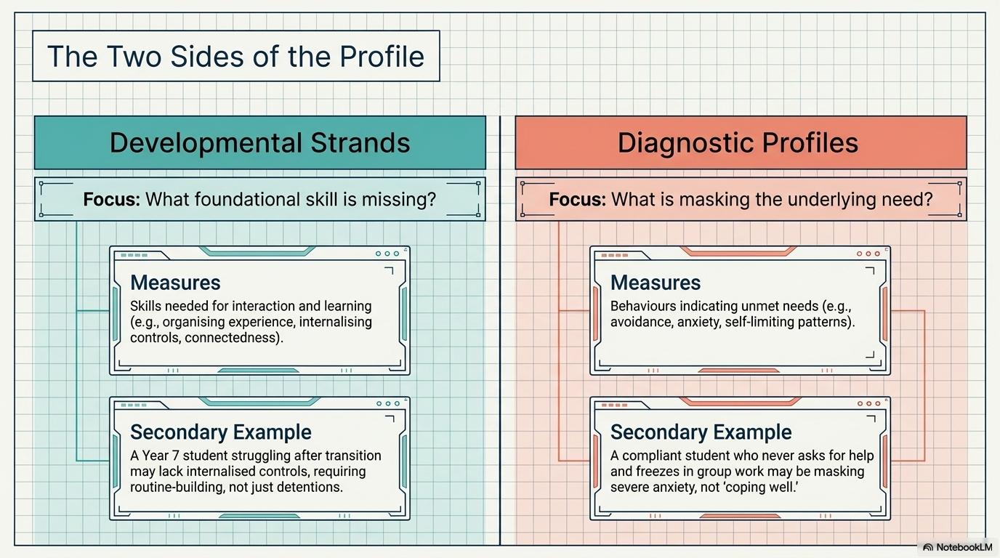 The Two Sides of the Profile
Developmental Strands
Focus: What foundational skill is missing?
Measures
Skills needed for interaction and learning
(e.g., organising experience, internalising
controls, connectedness).
Secondary Example
A Year 7 student struggling after transition
may lack internalised controls, requiring
routine-building, not just detentions.
Diagnostic Profiles
Focus: What is masking the underlying need?
Measures
Behaviours indicating unmet needs (e.g.,
avoidance, anxiety, self-limiting patterns).
Secondary Example
A compliant student who never asks for help
and freezes in group work may be masking
severe anxiety, not ‘coping well.’
NotebookLM